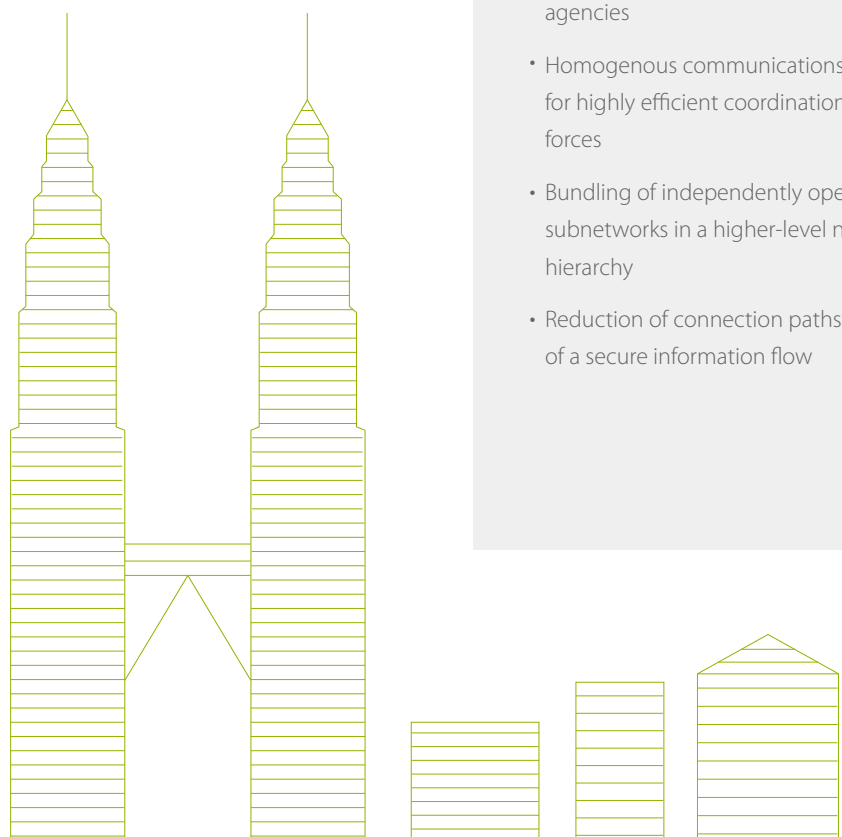 agencies
• Homogenous communications
for highly efficient coordination
forces
• Bundling of independently
subnetworks in a higher-level
hierarchy
• Reduction of connection paths
of a secure information flow